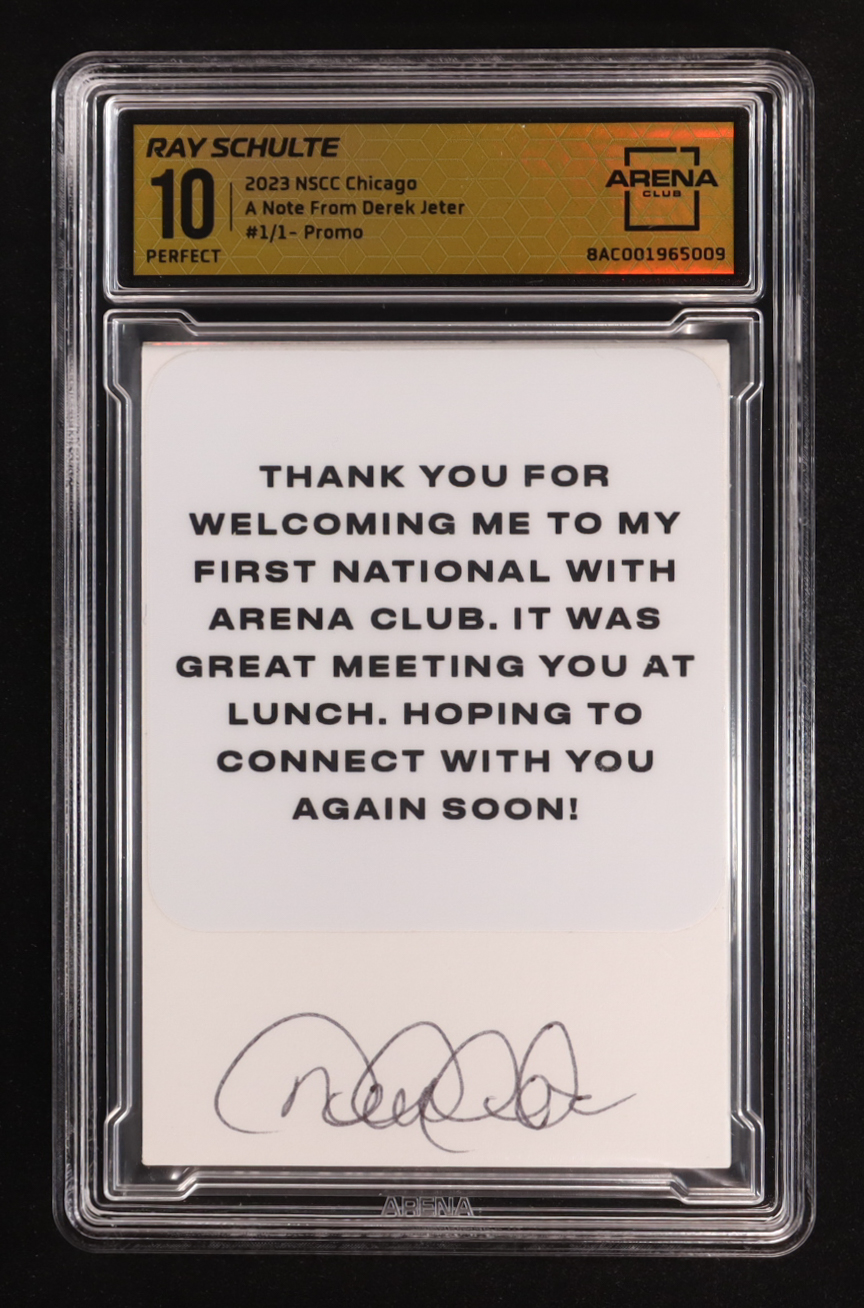 RAY SCHULTE
10
PERFECT
2023 NSCC Chicago
A Note From Derek Jeter
#1/1- Promo
ARENA
CLUB
8AC001965009
THANK YOU FOR
WELCOMING ME TO MY
FIRST NATIONAL WITH
ARENA CLUB. IT WAS
GREAT MEETING YOU AT
LUNCH. HOPING TO
CONNECT WITH YOU
AGAIN SOON!
ARENA